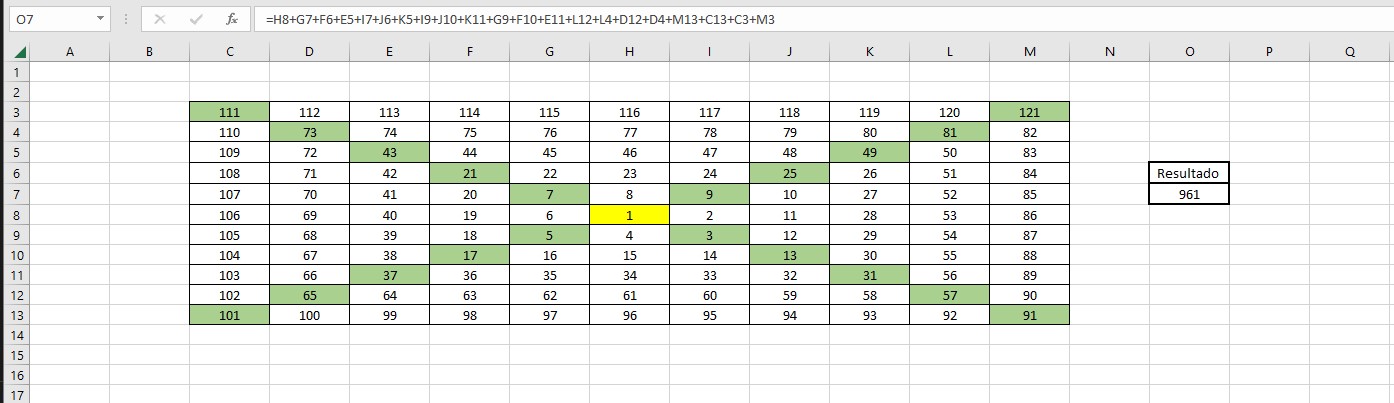 O7 fx =H8+G7+F6+E5+I7+J6+K5+I9+J10+K11+G9+F10+E11+L12+L4+D12+D4+M13+C13+C3+M3
A B C D E F G H I J K L M N O P Q
1
2
3 111 112 113 114 115 116 117 118 119 120 121
4 110 73 74 75 76 77 78 79 80 81 82
5 109 72 43 44 45 46 47 48 49 50 83
6 108 71 42 21 22 23 24 25 26 51 84 Resultado
7 107 70 41 20 7 8 9 10 27 52 85 961
8 106 69 40 19 6 1 2 11 28 53 86
9 105 68 39 18 5 4 3 12 29 54 87
10 104 67 38 17 16 15 14 13 30 55 88
11 103 66 37 36 35 34 33 32 31 56 89
12 102 65 64 63 62 61 60 59 58 57 90
13 101 100 99 98 97 96 95 94 93 92 91
14
15
16
17